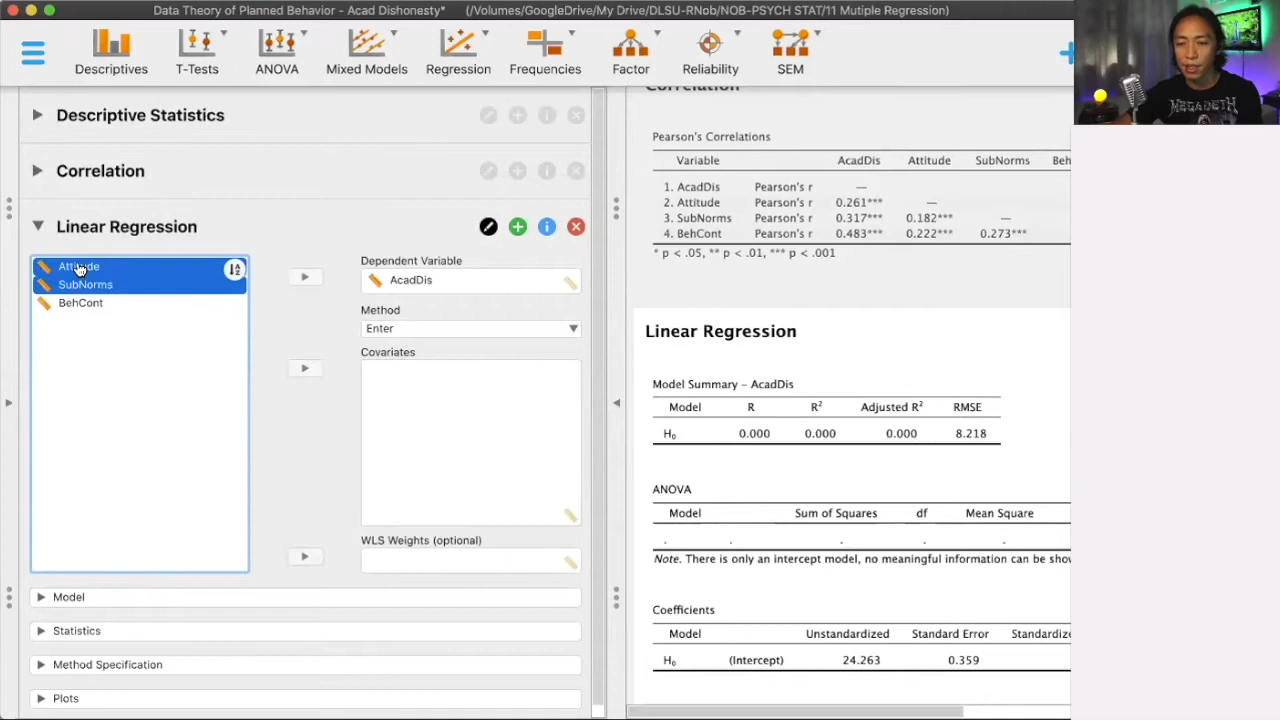 Data Theory of Planned Behavior - Acad Dishonesty* (/Volumes/GoogleDrive/My Drive/DLSU-RNob/NOB-PSYCH STAT/11 Mutiple Regression)
Descriptives T-Tests ANOVA Mixed Models Regression Frequencies Factor Reliability SEM
Descriptive Statistics
Correlation
Linear Regression
Attitude
SubNorms
BehCont
Dependent Variable
AcadDis
Method
Enter
Covariates
WLS Weights (optional)
Model
Statistics
Method Specification
Plots
Correlation
Pearson's Correlations
Variable AcadDis Attitude SubNorms Beh
1. AcadDis Pearson's r —
2. Attitude Pearson's r 0.261*** —
3. SubNorms Pearson's r 0.317*** 0.182*** —
4. BehCont Pearson's r 0.483*** 0.222*** 0.273***
* p < .05, ** p < .01, *** p < .001
Linear Regression
Model Summary - AcadDis
Model R R² Adjusted R² RMSE
H₀ 0.000 0.000 0.000 8.218
ANOVA
Model Sum of Squares df Mean Square
. . . . .
Note. There is only an intercept model, no meaningful information can be show
Coefficients
Model Unstandardized Standard Error Standardize
H₀ (Intercept) 24.263 0.359
MEGADETH